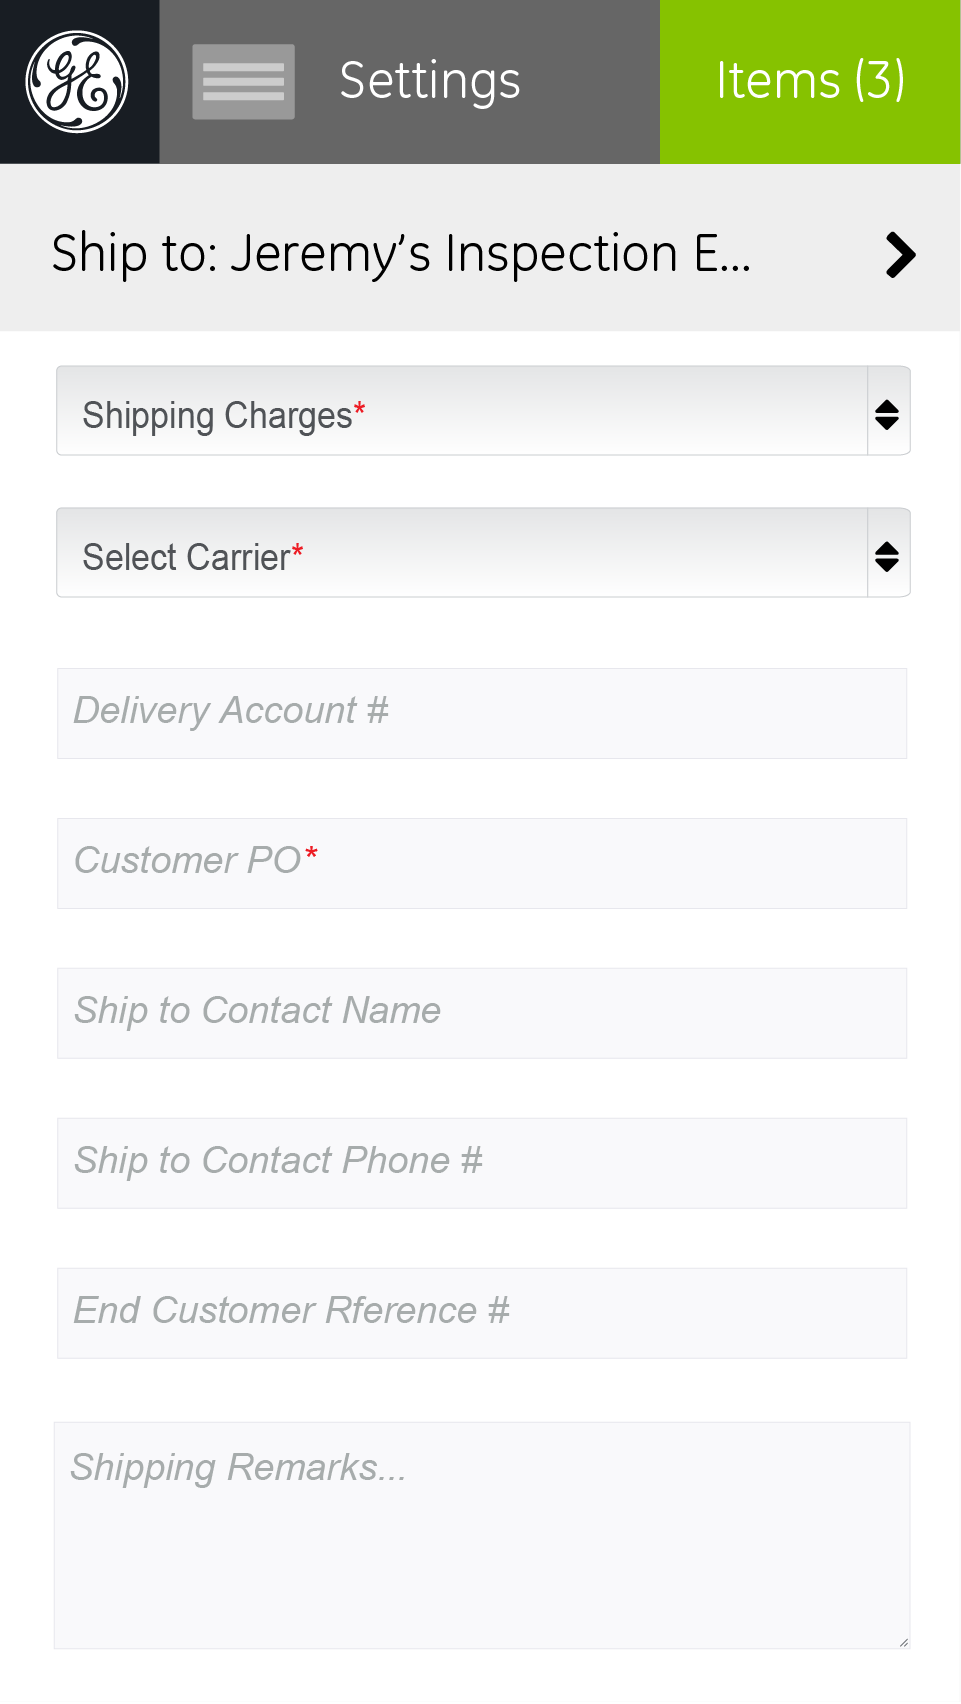 GE
Settings
Items (3)
Ship to: Jeremy’s Inspection E...
Shipping Charges*
Select Carrier*
Delivery Account #
Customer PO*
Ship to Contact Name
Ship to Contact Phone #
End Customer Rference #
Shipping Remarks...